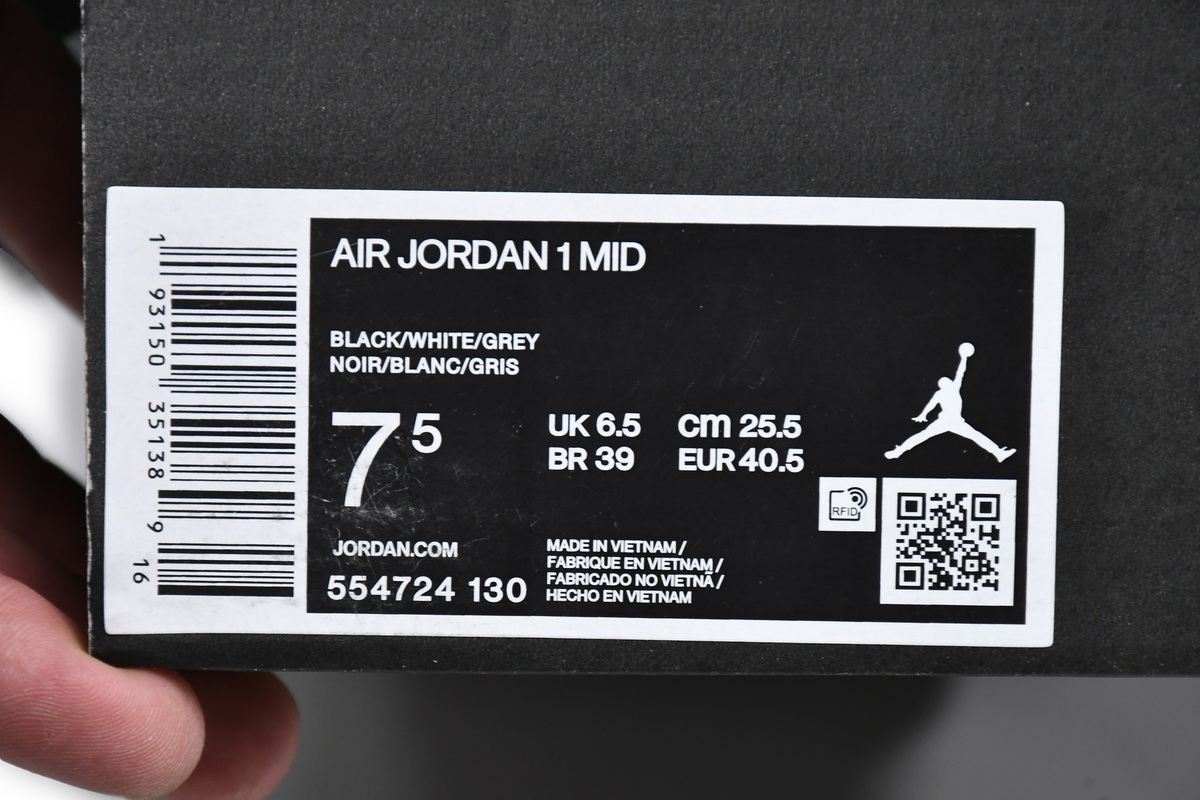 AIR JORDAN 1 MID
BLACK/WHITE/GREY
NOIR/BLANC/GRIS
7 5
UK 6.5 cm 25.5
BR 39 EUR 40.5
RFID
JORDAN.COM
554724 130
MADE IN VIETNAM /
FABRIQUE EN VIETNAM /
FABRICADO NO VIETNÃ /
HECHO EN VIETNAM
1 93150 35138 9 16